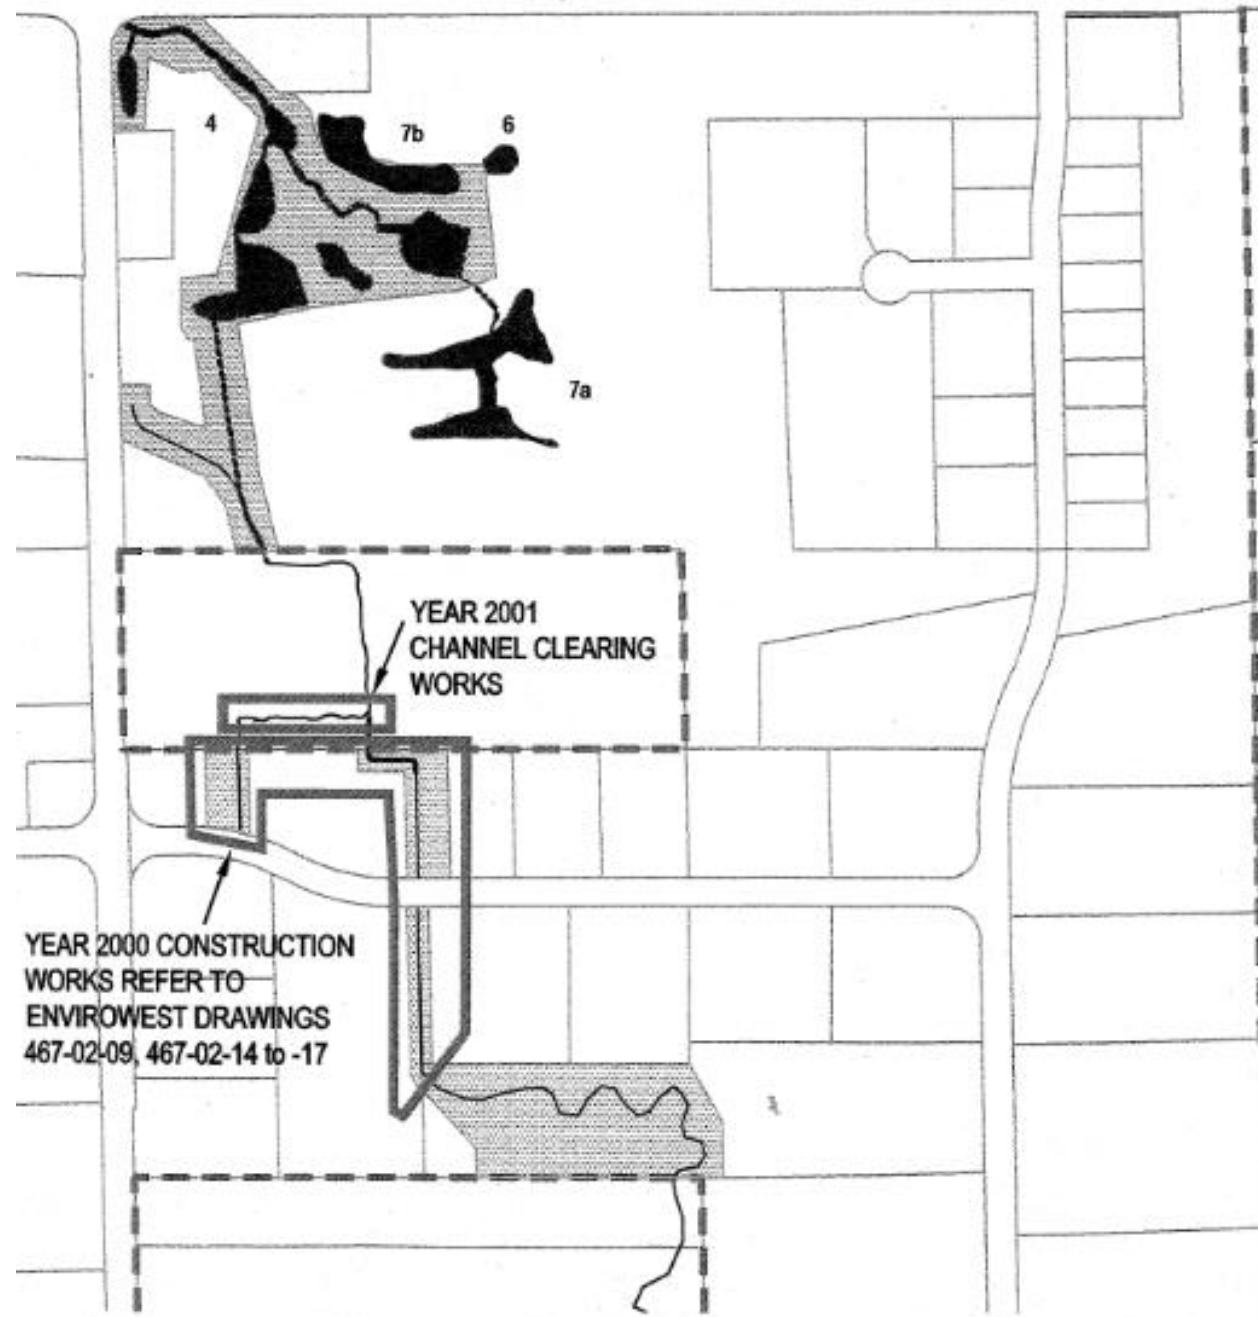 4
7b
6
7a
YEAR 2001
CHANNEL CLEARING
WORKS
YEAR 2000 CONSTRUCTION
WORKS REFER TO
ENVIROWEST DRAWINGS
467-02-09, 467-02-14 to -17